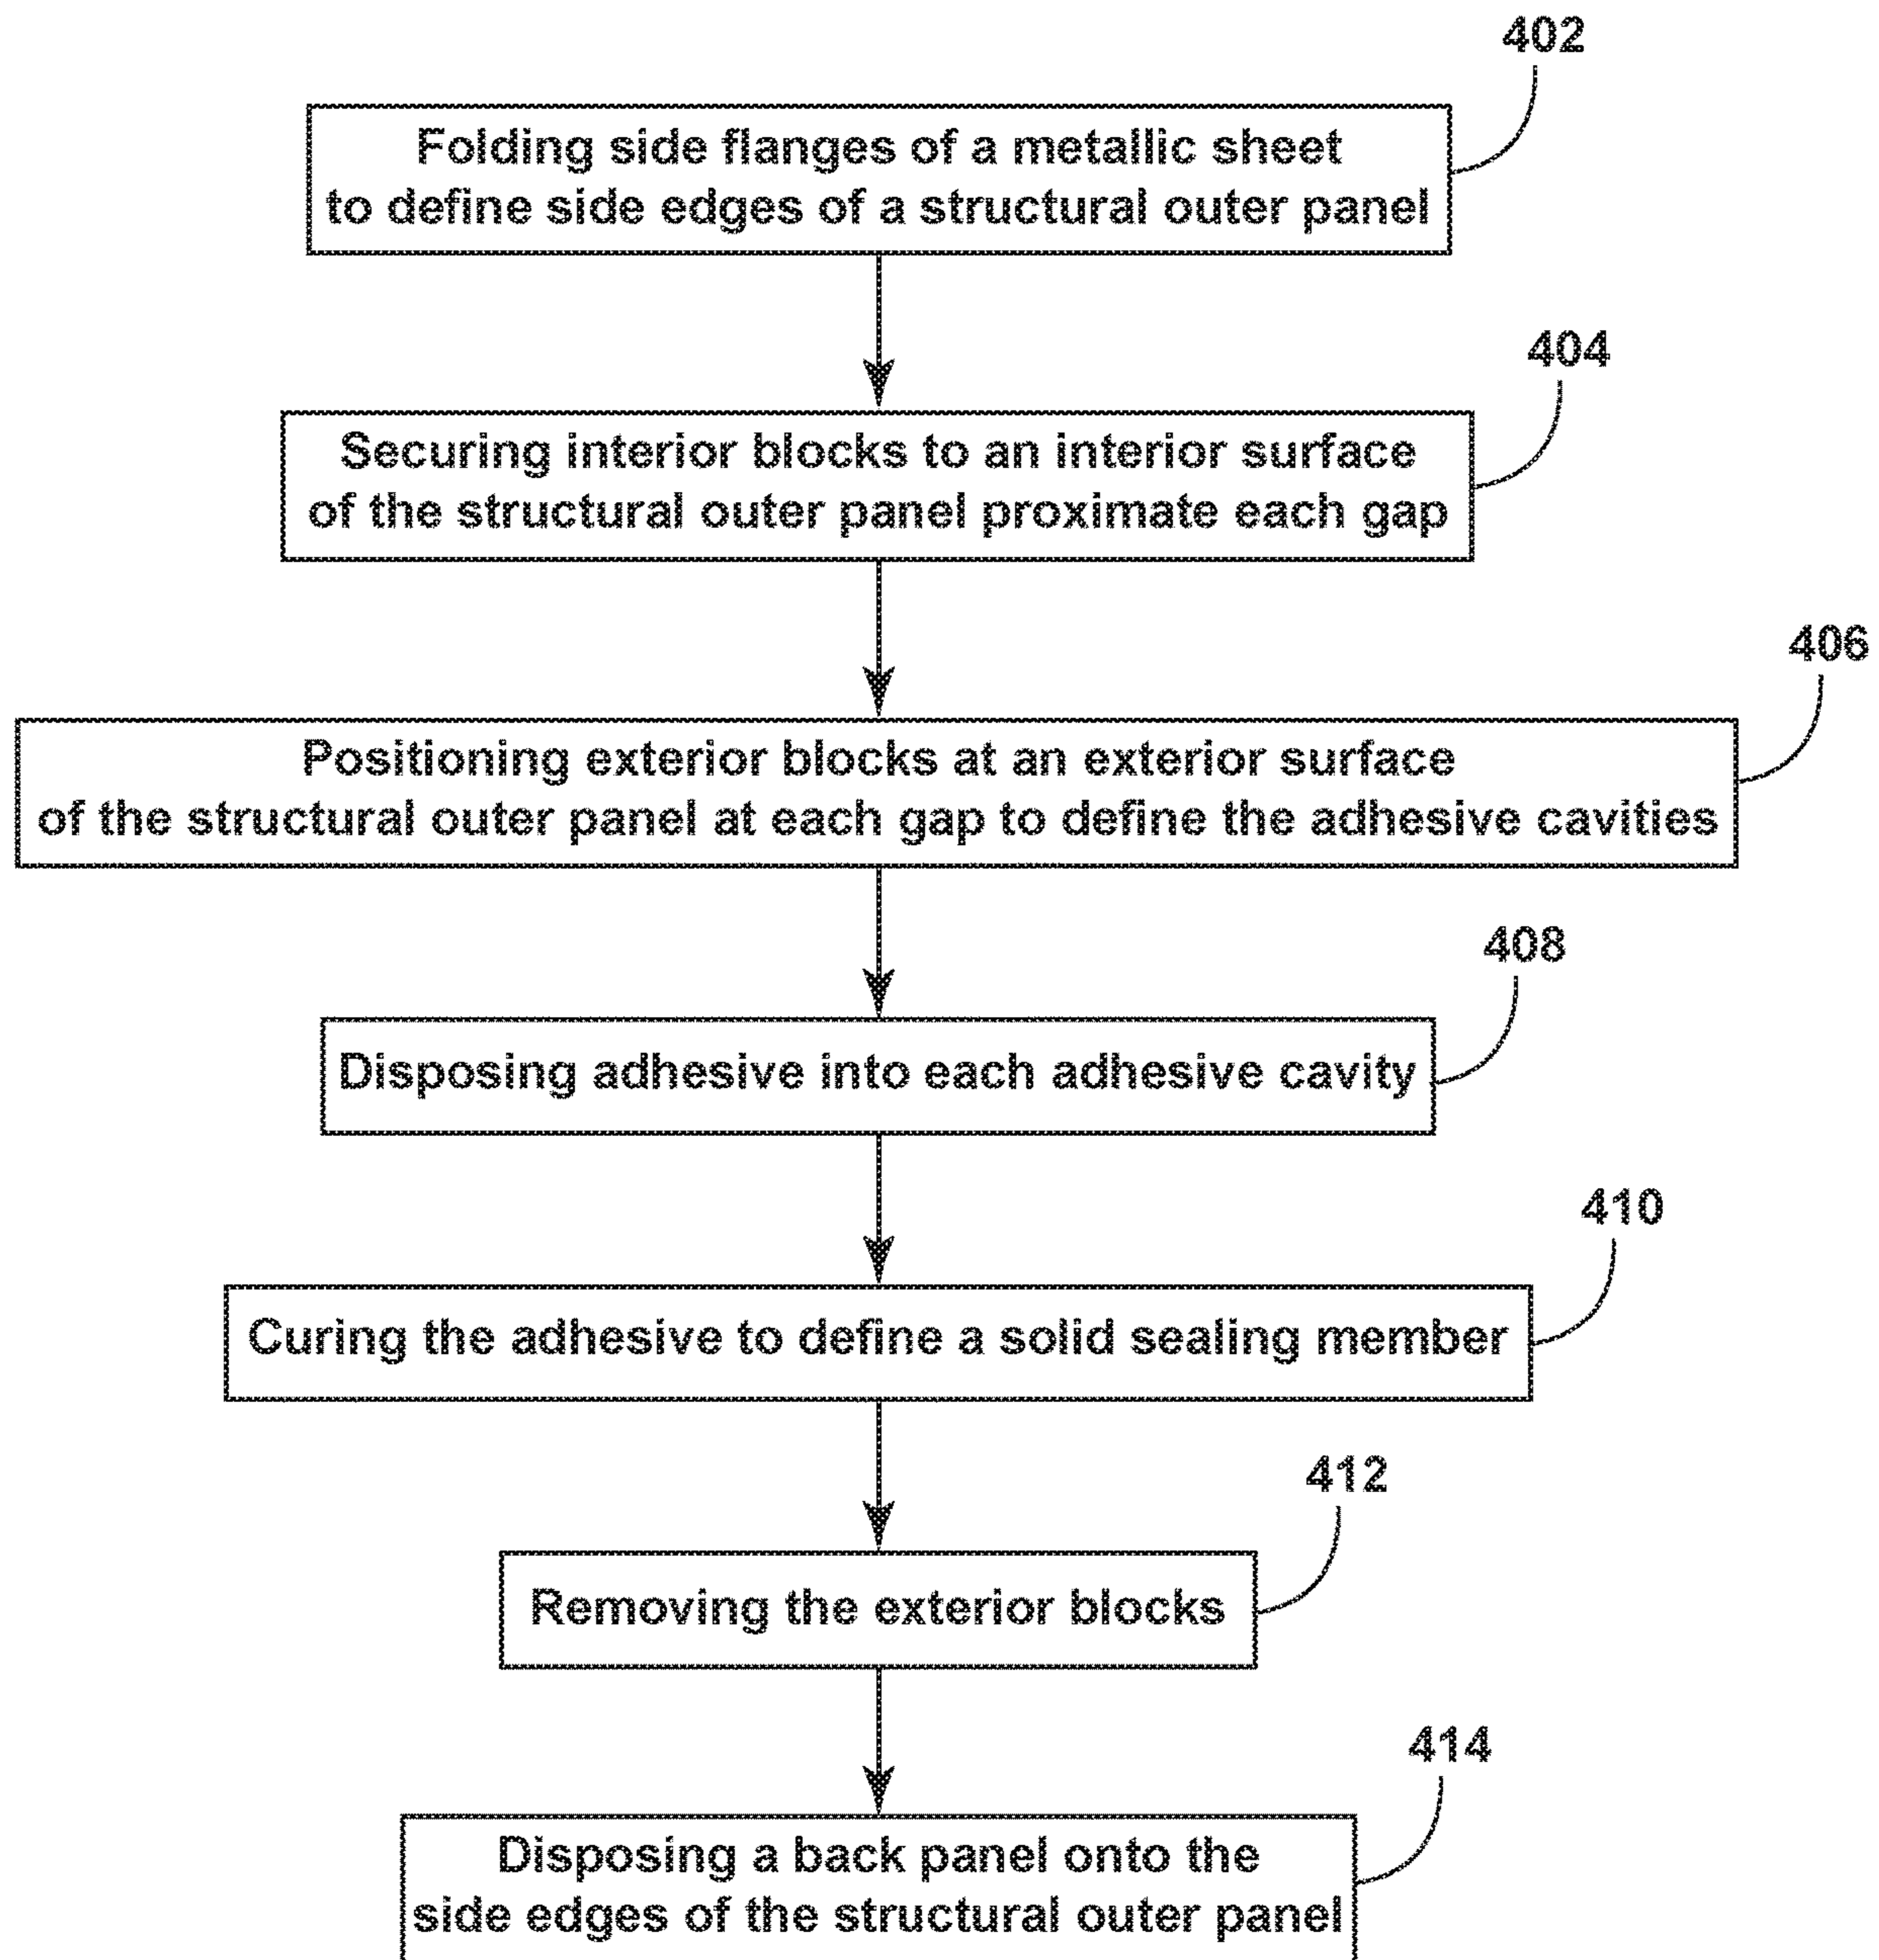 402
Folding side flanges of a metallic sheet
to define side edges of a structural outer panel
404
Securing interior blocks to an interior surface
of the structural outer panel proximate each gap
406
Positioning exterior blocks at an exterior surface
of the structural outer panel at each gap to define the adhesive cavities
408
Disposing adhesive into each adhesive cavity
410
Curing the adhesive to define a solid sealing member
412
Removing the exterior blocks
414
Disposing a back panel onto the
side edges of the structural outer panel